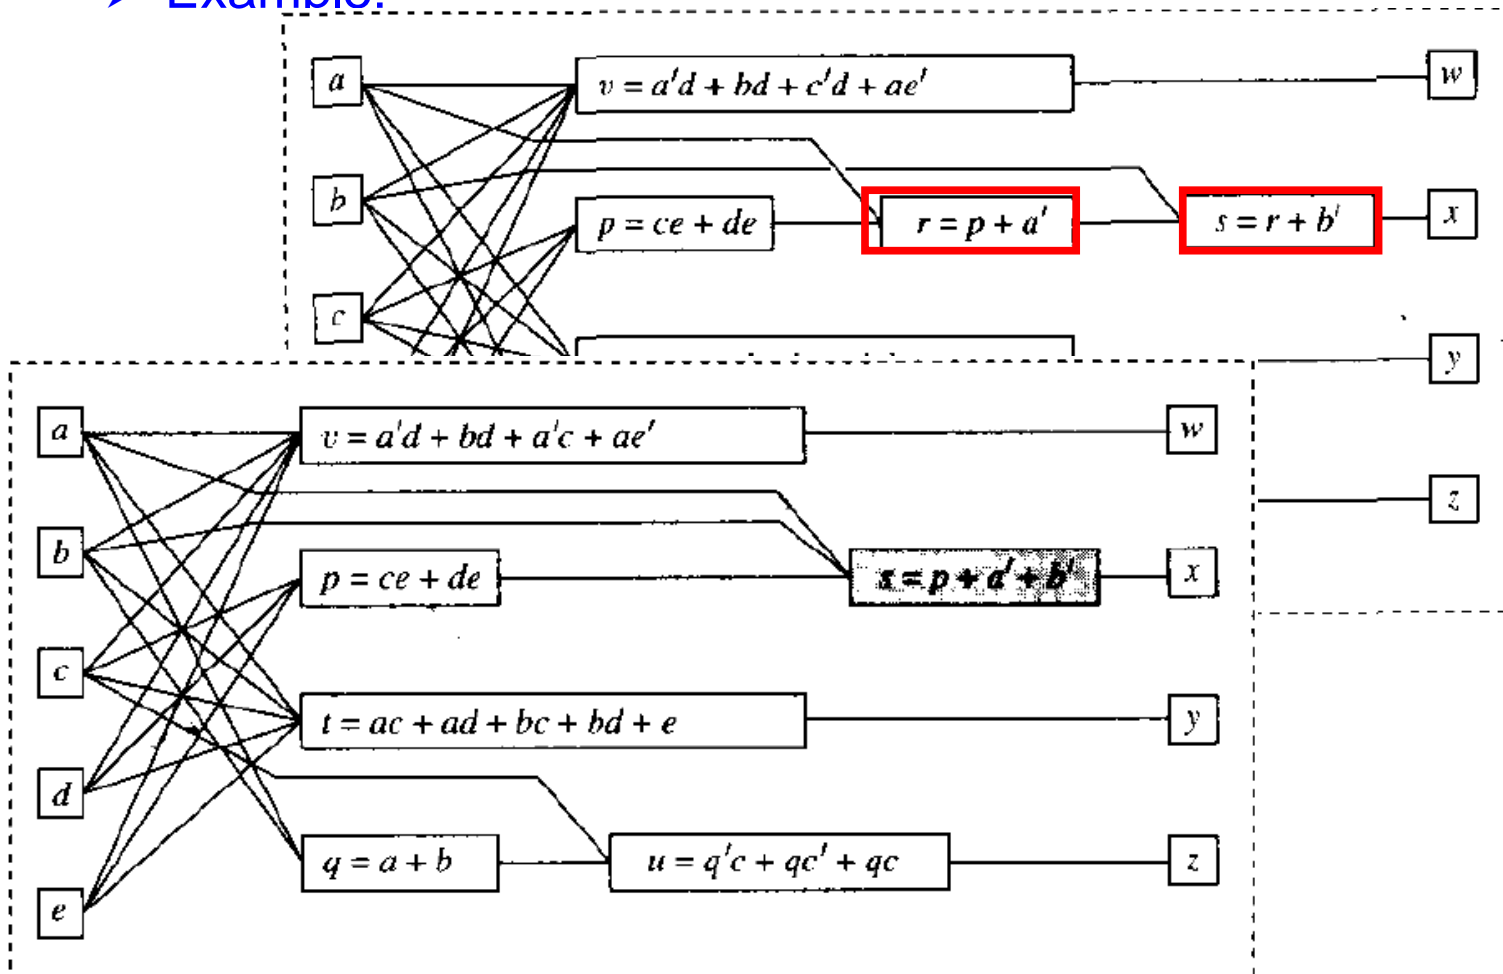 Example:
a
v = a'd + bd + c'd + ae'
w
b
p = ce + de
r = p + a'
s = r + b'
x
c
y
z
a
v = a'd + bd + a'c + ae'
w
b
p = ce + de
s = p + a' + b'
x
c
t = ac + ad + bc + bd + e
y
d
q = a + b
u = q'c + qc' + qc
z
e